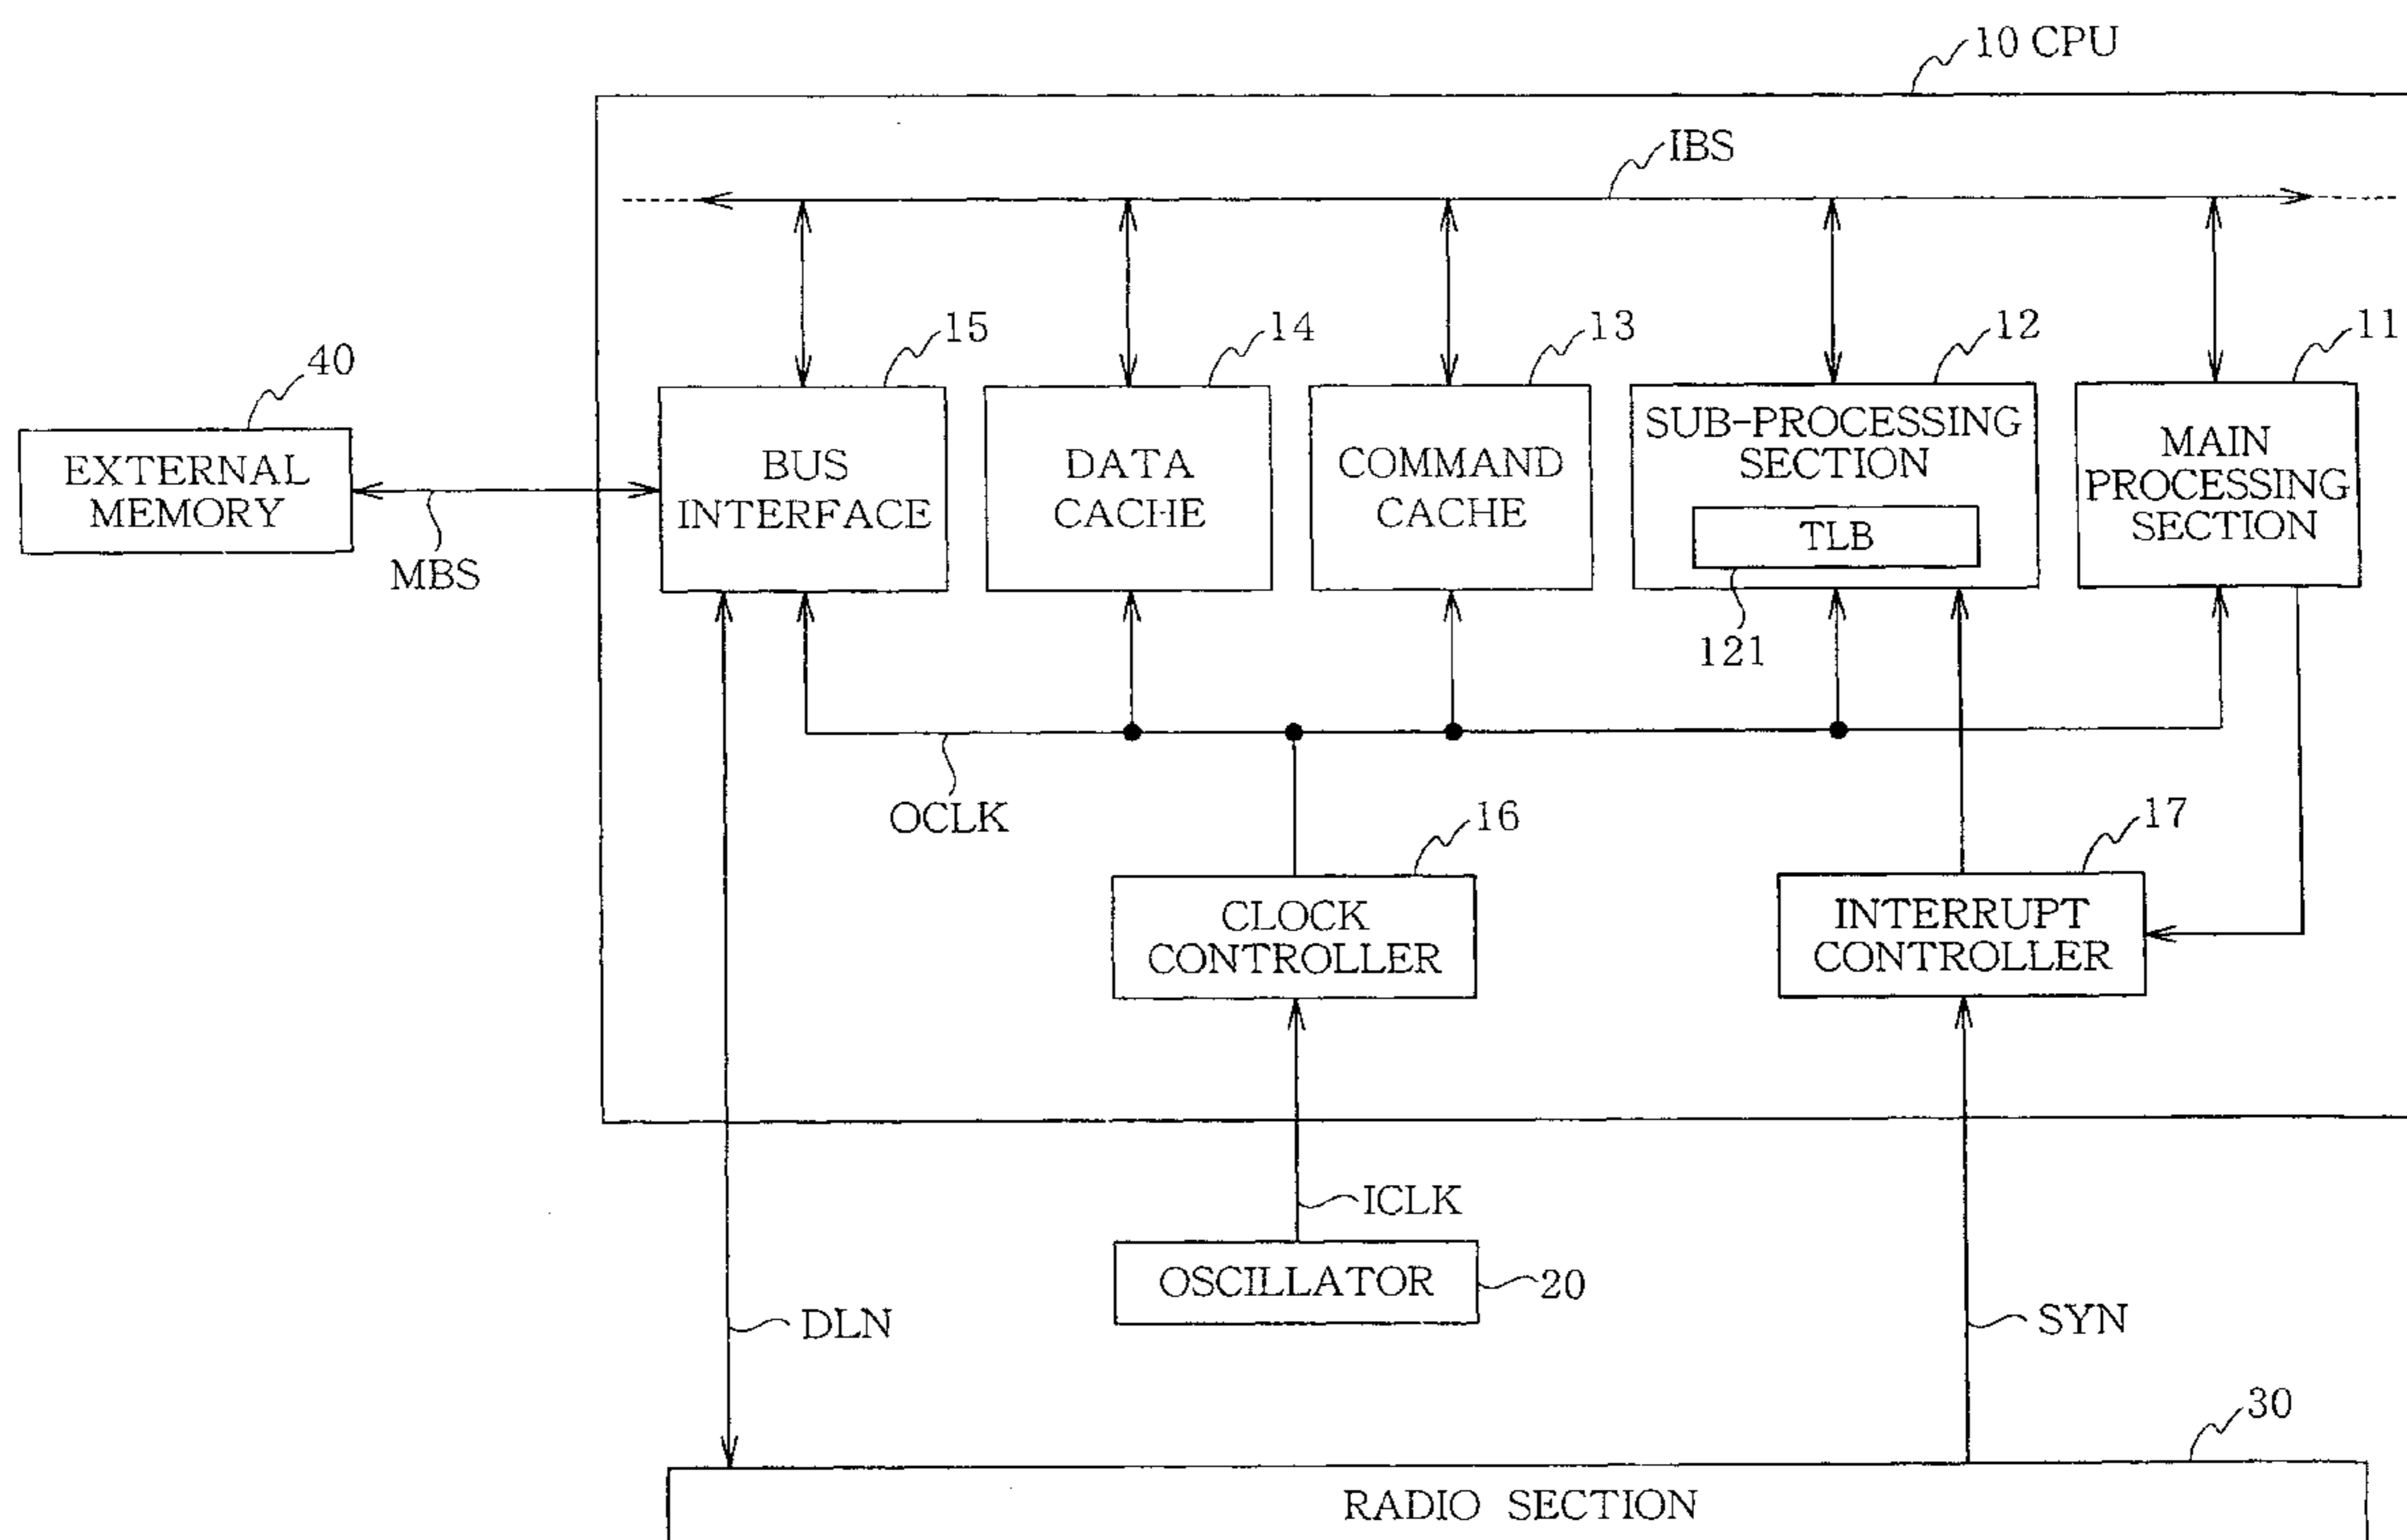 10 CPU
IBS
40
15
14
13
12
11
EXTERNAL
MEMORY
MBS
BUS
INTERFACE
DATA
CACHE
COMMAND
CACHE
SUB-PROCESSING
SECTION
TLB
121
MAIN
PROCESSING
SECTION
OCLK
16
17
CLOCK
CONTROLLER
INTERRUPT
CONTROLLER
ICLK
OSCILLATOR
20
DLN
SYN
30
RADIO SECTION